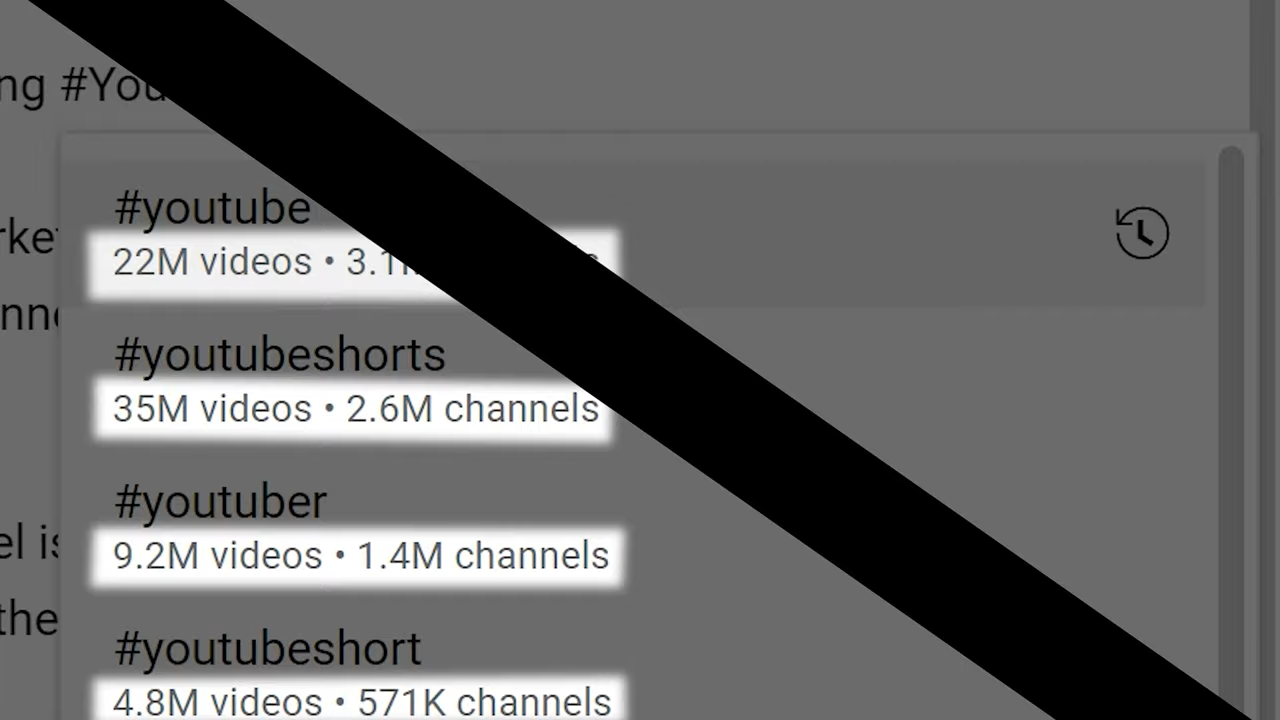 ng #You
#youtube
22M videos • 3.1
rke
#youtubeshorts
35M videos • 2.6M channels
nn
#youtuber
9.2M videos • 1.4M channels
el is
#youtubeshort
the
4.8M videos • 571K channels